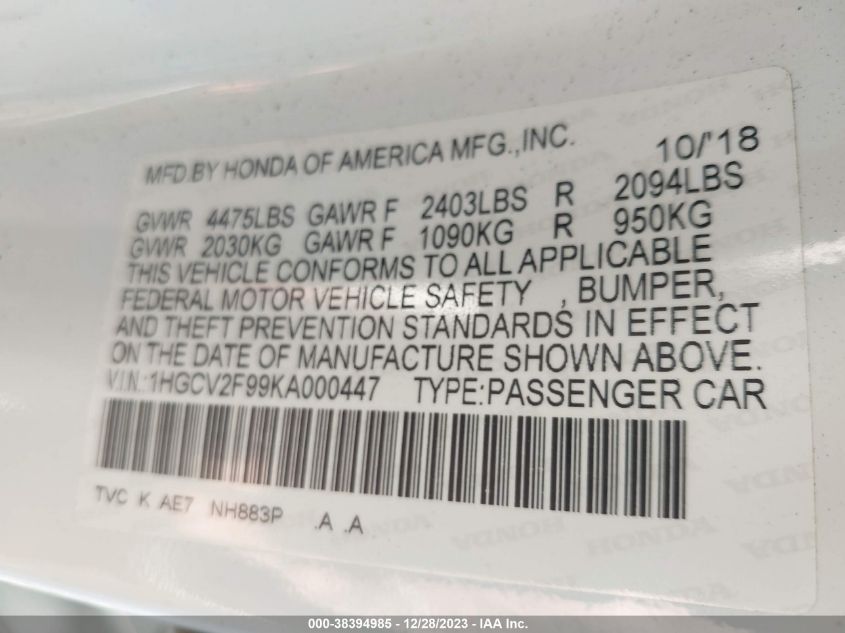 MFD.BY HONDA OF AMERICA MFG.,INC. 10/'18
GVWR 4475LBS GAWR F 2403LBS R 2094LBS
GVWR 2030KG GAWR F 1090KG R 950KG
THIS VEHICLE CONFORMS TO ALL APPLICABLE
FEDERAL MOTOR VEHICLE SAFETY , BUMPER,
AND THEFT PREVENTION STANDARDS IN EFFECT
ON THE DATE OF MANUFACTURE SHOWN ABOVE.
V.I.N.:1HGCV2F99KA000447 TYPE:PASSENGER CAR
TVC K AE7 NH883P .A .A
HONDA HONDA HONDA
000-38394985 - 12/28/2023 - IAA Inc.